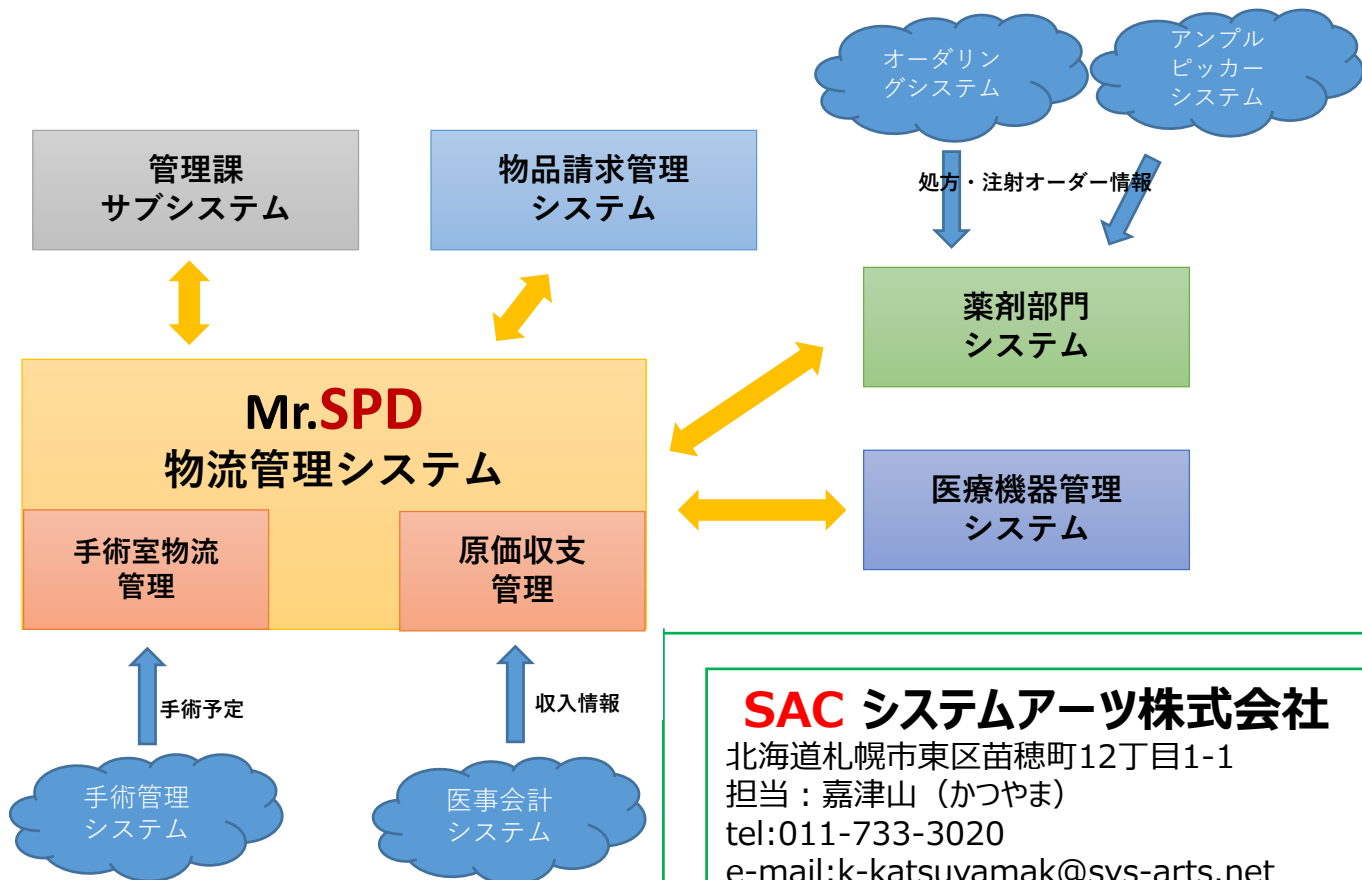 オーダリン
グシステム
アンプル
ピッカー
システム
管理課
サブシステム
物品請求管理
システム
処方・注射オーダー情報
薬剤部門
システム
Mr.SPD
物流管理システム
医療機器管理
システム
手術室物流
管理
原価収支
管理
手術予定
収入情報
手術管理
システム
医事会計
システム
SAC システムアーツ株式会社
北海道札幌市東区苗穂町12丁目1-1
担当：嘉津山（かつやま）
tel:011-733-3020
e-mail:k-katsuyamak@sys-arts.net